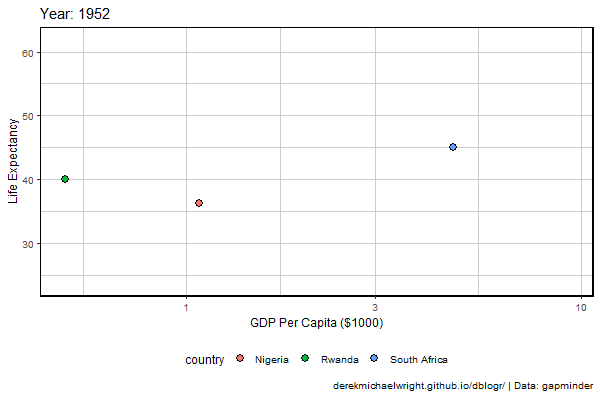 Year: 1952
Life Expectancy
60
50
40
30
1 3 10
GDP Per Capita ($1000)
country Nigeria Rwanda South Africa
derekmichaelwright.github.io/dblogr/ | Data: gapminder